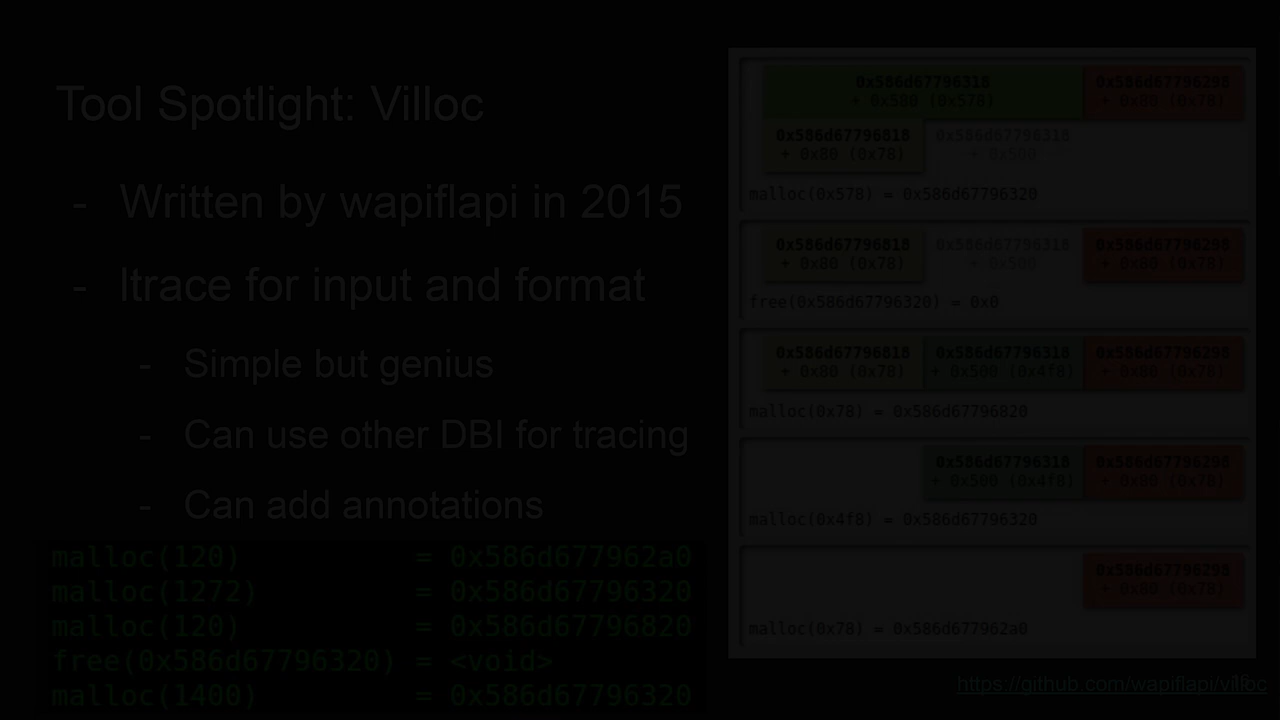 Tool Spotlight: Villoc
- Written by wapiflapi in 2015
- ltrace for input and format
- Simple but genius
- Can use other DBI for tracing
- Can add annotations
malloc(120) = 0x586d677962a0
malloc(1272) = 0x586d67796320
malloc(120) = 0x586d67796820
free(0x586d67796320) = <void>
malloc(1400) = 0x586d67796320
0x586d67796318 0x586d67796298
+ 0x580 (0x578) + 0x80 (0x78)
0x586d67796818 0x586d67796318
+ 0x80 (0x78) + 0x500
malloc(0x578) = 0x586d67796320
0x586d67796818 0x586d67796318 0x586d67796298
+ 0x80 (0x78) + 0x500 + 0x80 (0x78)
free(0x586d67796320) = 0x0
0x586d67796818 0x586d67796318 0x586d67796298
+ 0x80 (0x78) + 0x500 (0x4f8) + 0x80 (0x78)
malloc(0x78) = 0x586d67796820
0x586d67796318 0x586d67796298
+ 0x500 (0x4f8) + 0x80 (0x78)
malloc(0x4f8) = 0x586d67796320
0x586d67796298
+ 0x80 (0x78)
malloc(0x78) = 0x586d677962a0
https://github.com/wapiflapi/villoc